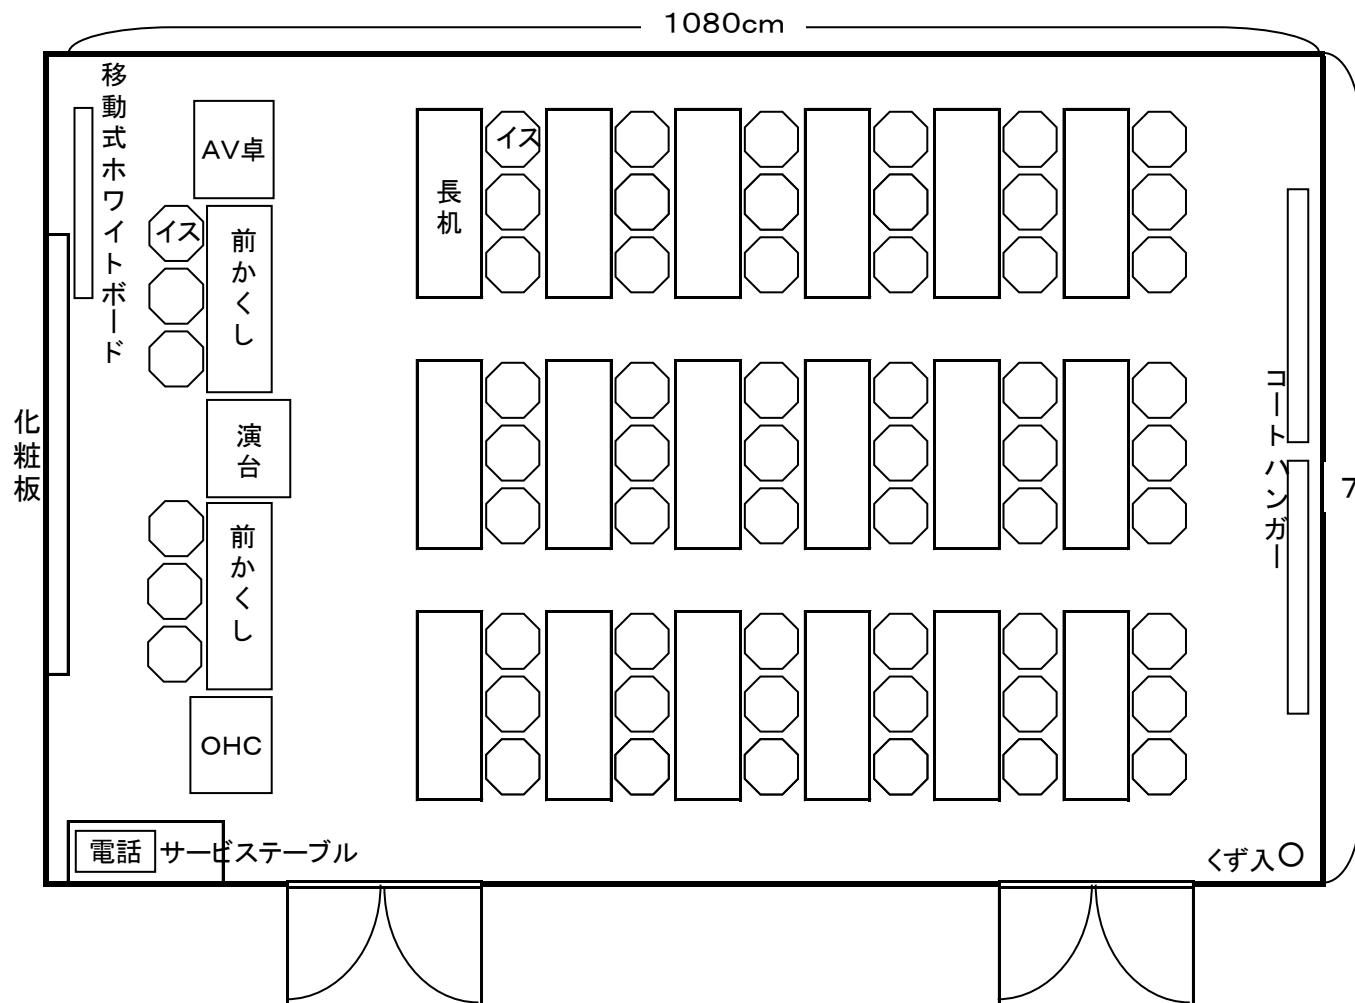 1080cm
移動式ホワイトボード
AV卓
イス
長机
イス
前かくし
化粧板
演台
コートハンガー
7
前かくし
OHC
電話
サービステーブル
くず入